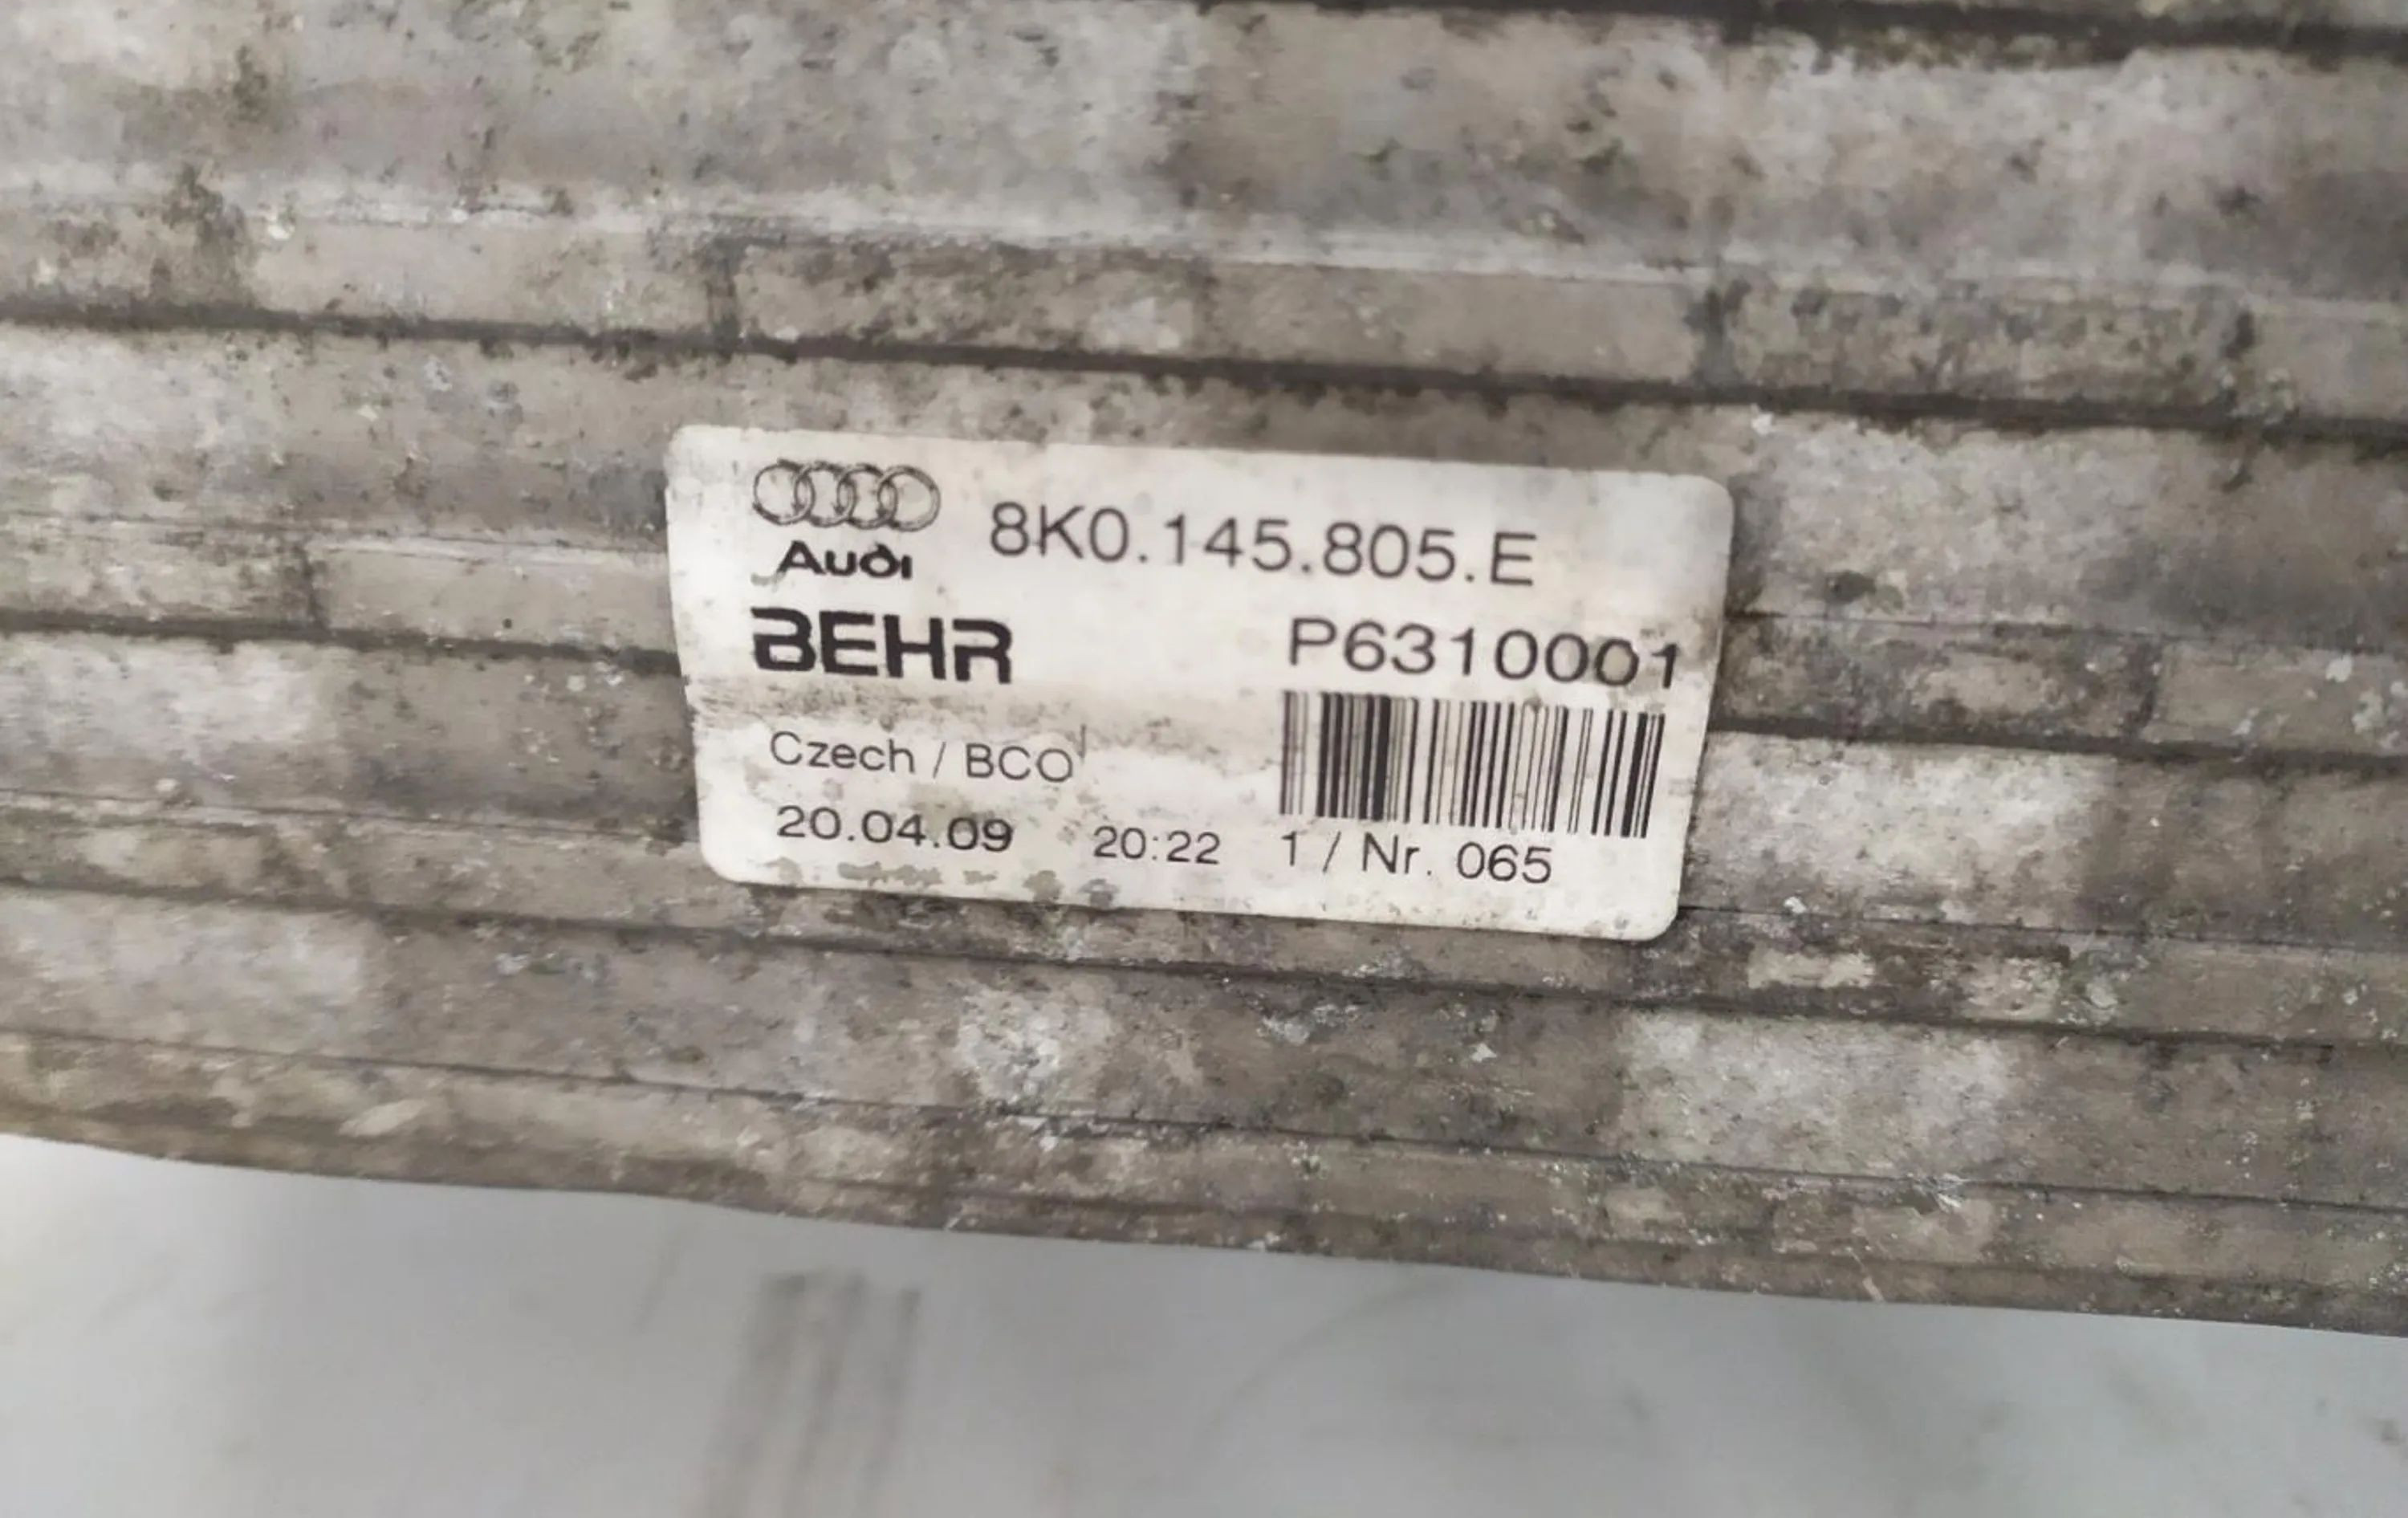 8K0.145.805.E
Audi
BEHR P6310001
Czech / BCO
20.04.09 20:22 1 / Nr. 065